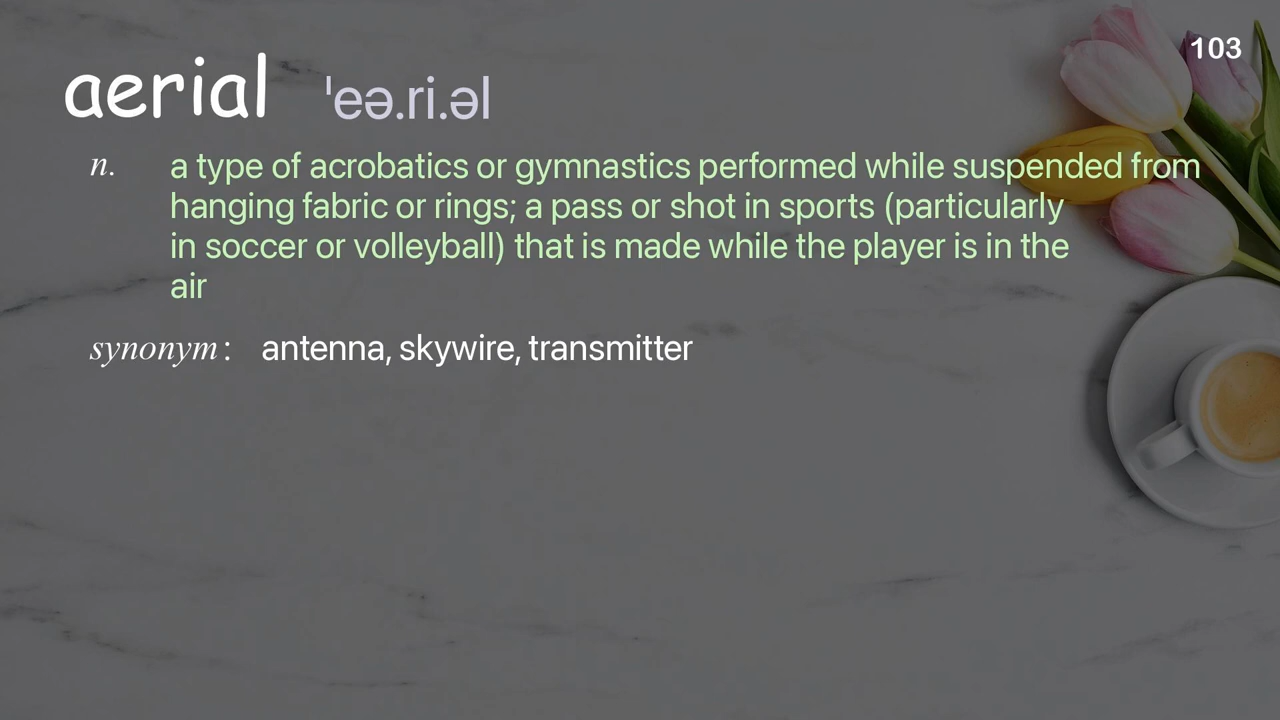 103
aerial ˈeə.ri.əl
n. a type of acrobatics or gymnastics performed while suspended from
hanging fabric or rings; a pass or shot in sports (particularly
in soccer or volleyball) that is made while the player is in the
air
synonym: antenna, skywire, transmitter